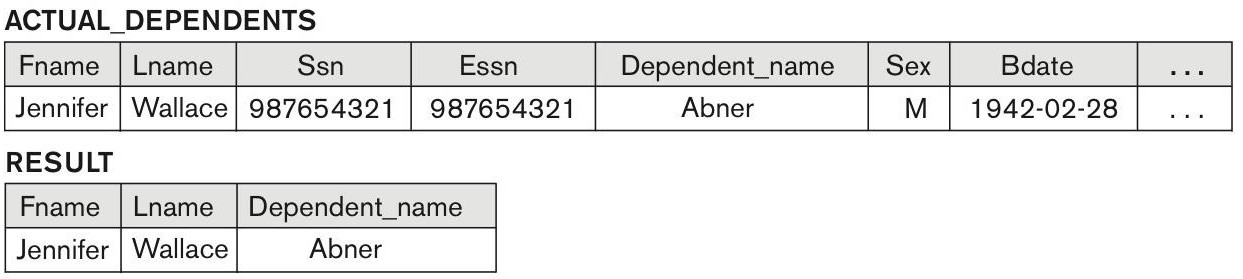 ACTUAL_DEPENDENTS
Fname Lname Ssn Essn Dependent_name Sex Bdate ...
Jennifer Wallace 987654321 987654321 Abner M 1942-02-28 ...
RESULT
Fname Lname Dependent_name
Jennifer Wallace Abner